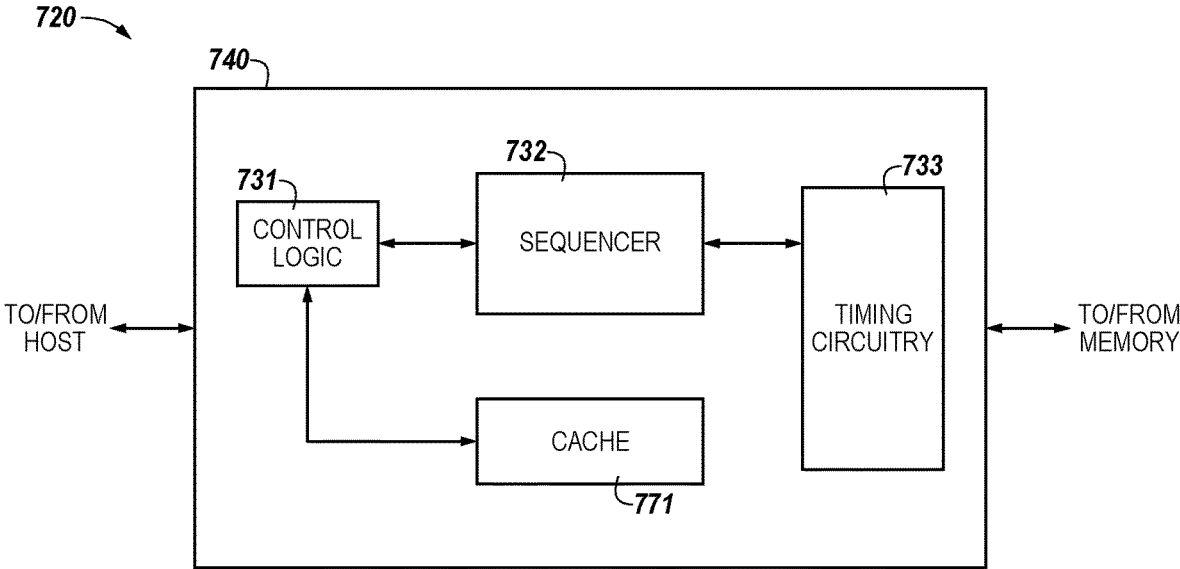 720
740
731
732
733
CONTROL
LOGIC
SEQUENCER
TO/FROM
HOST
TIMING
CIRCUITRY
TO/FROM
MEMORY
CACHE
771